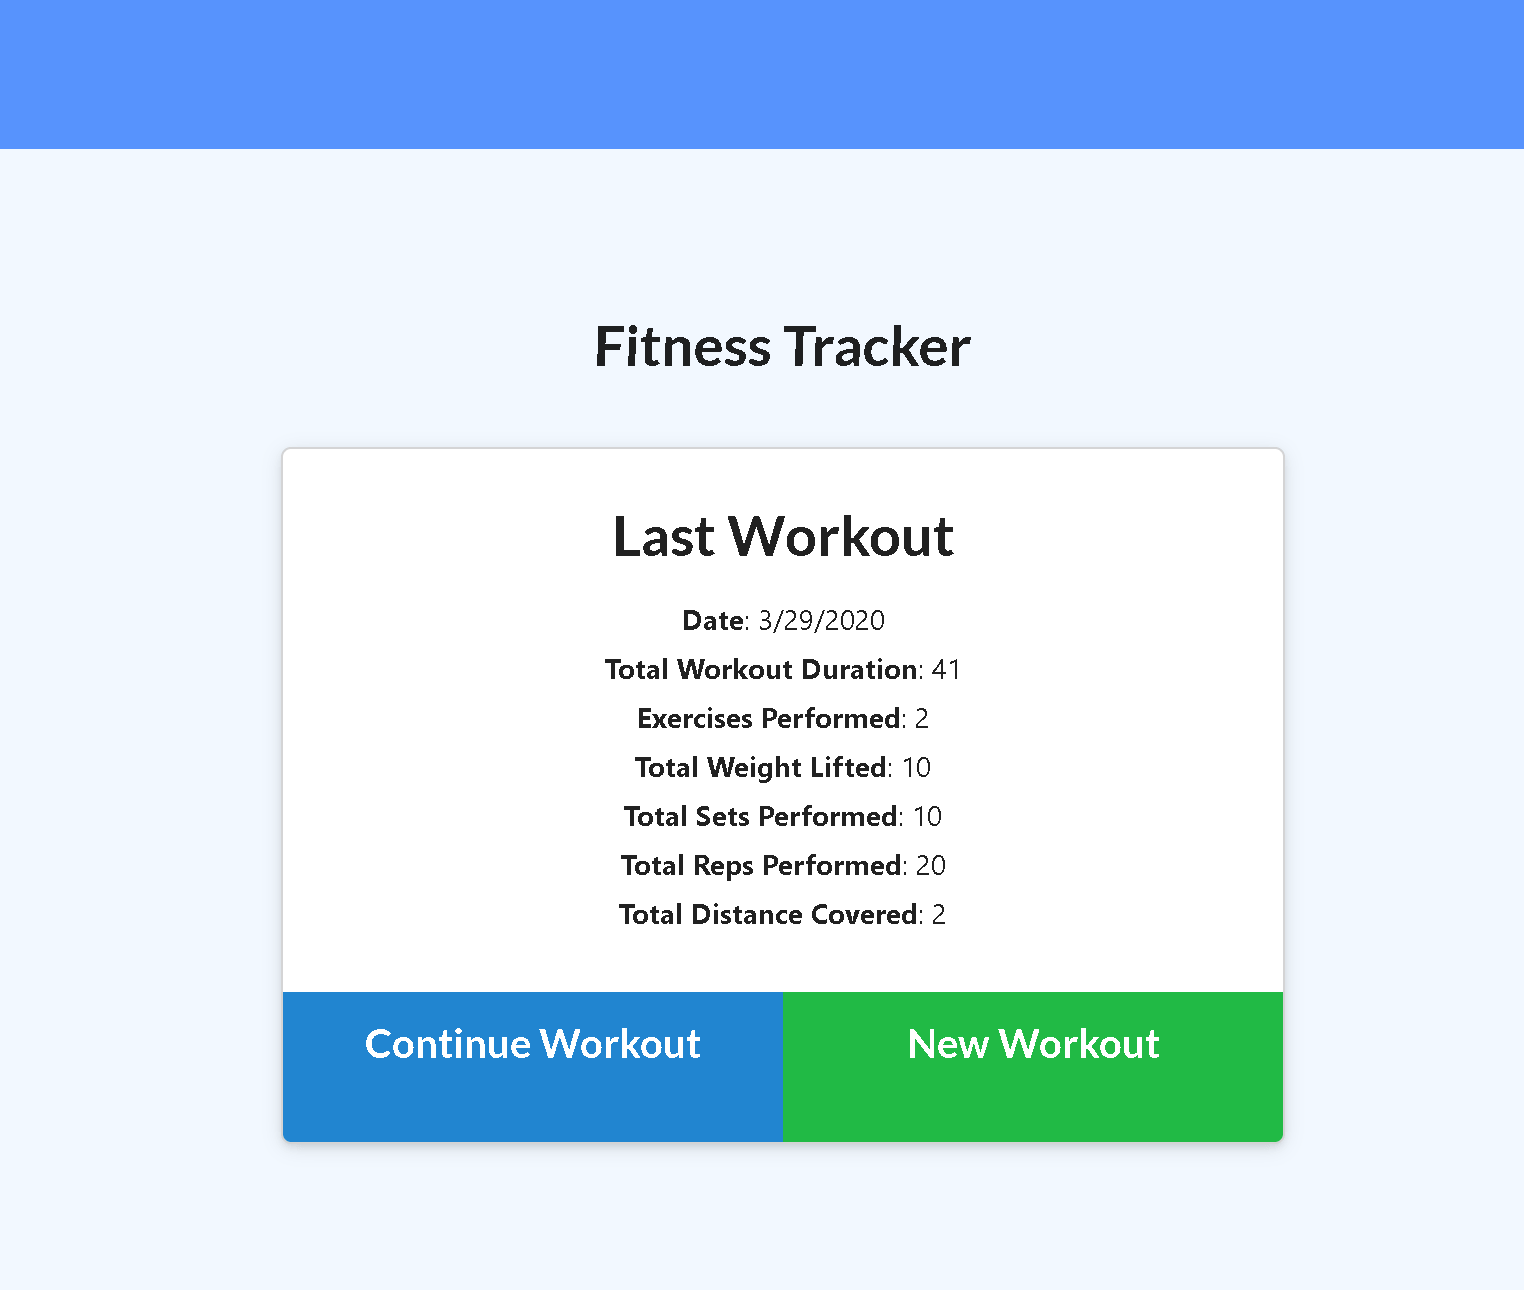 Fitness Tracker
Last Workout
Date: 3/29/2020
Total Workout Duration: 41
Exercises Performed: 2
Total Weight Lifted: 10
Total Sets Performed: 10
Total Reps Performed: 20
Total Distance Covered: 2
Continue Workout
New Workout